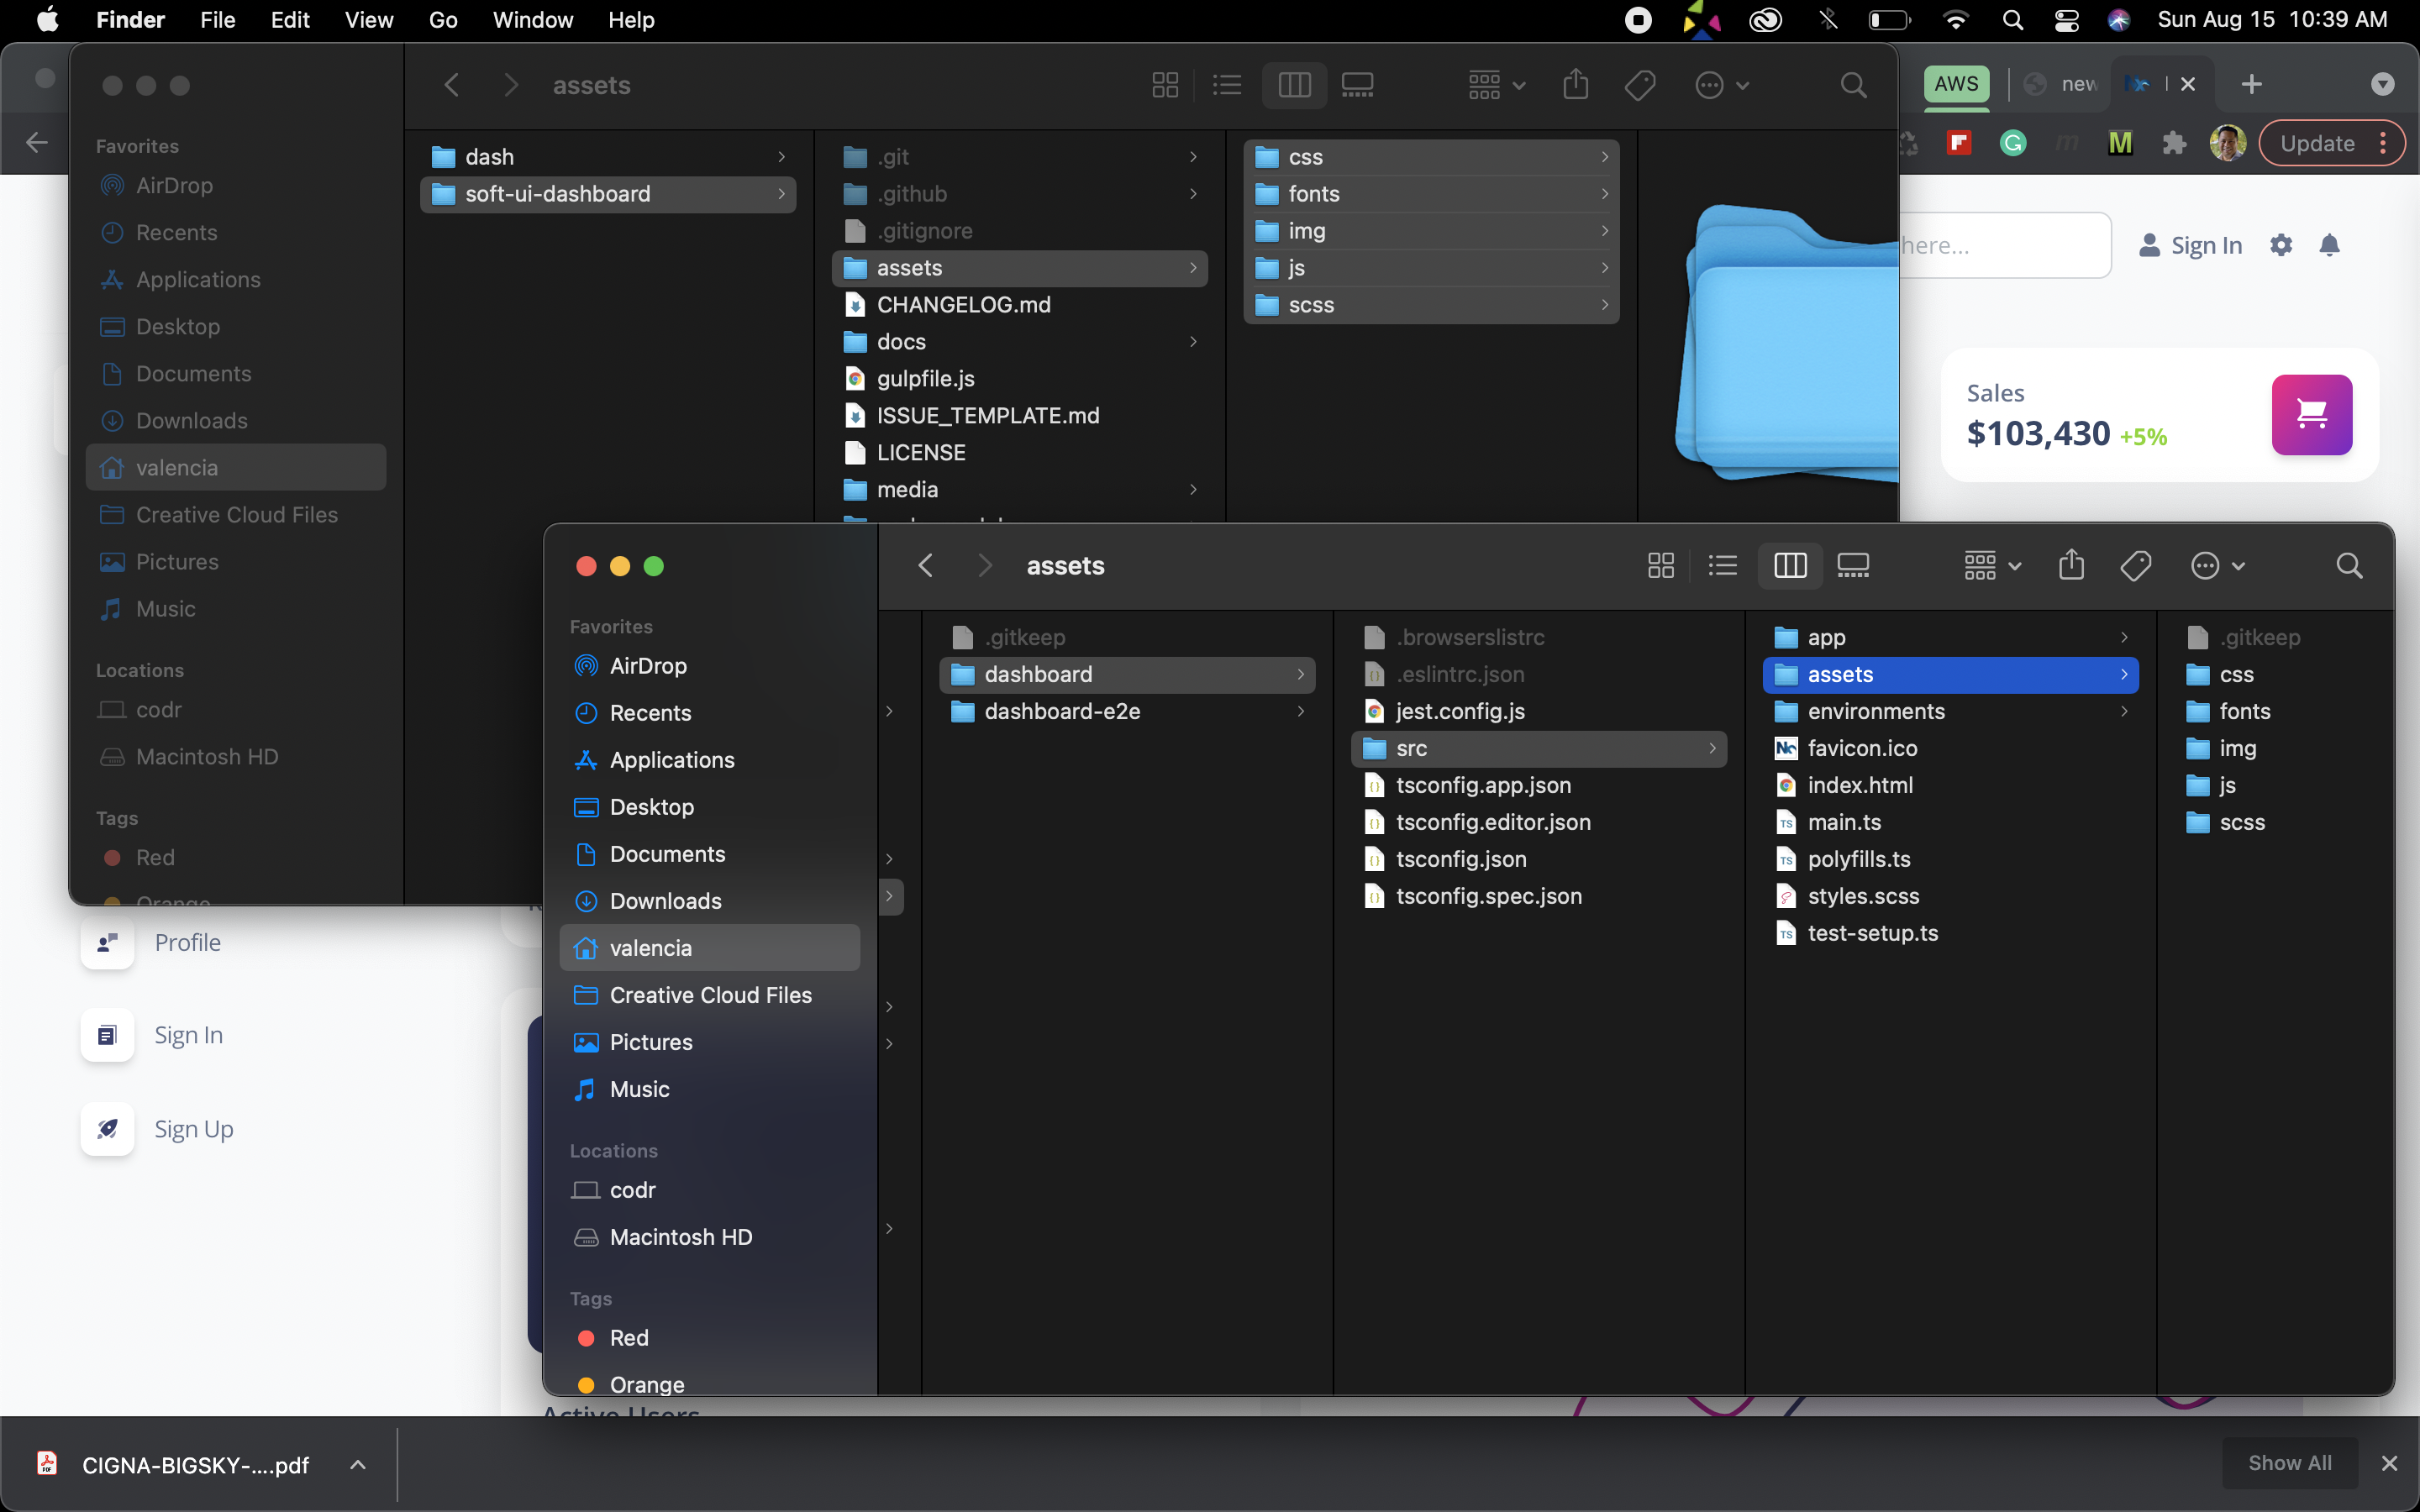 Finder File Edit View Go Window Help
Sun Aug 15 10:39 AM
assets
Favorites
AirDrop
Recents
Applications
Desktop
Documents
Downloads
valencia
Creative Cloud Files
Pictures
Music
Locations
codr
Macintosh HD
Tags
Red
Orange
dash
soft-ui-dashboard
.git
.github
.gitignore
assets
CHANGELOG.md
docs
gulpfile.js
ISSUE_TEMPLATE.md
LICENSE
media
css
fonts
img
js
scss
AWS
new
Update
here...
Sign In
Sales
$103,430 +5%
assets
Favorites
AirDrop
Recents
Applications
Desktop
Documents
Downloads
valencia
Creative Cloud Files
Pictures
Music
Locations
codr
Macintosh HD
Tags
Red
Orange
.gitkeep
dashboard
dashboard-e2e
.browserslistrc
.eslintrc.json
jest.config.js
src
tsconfig.app.json
tsconfig.editor.json
tsconfig.json
tsconfig.spec.json
app
assets
environments
favicon.ico
index.html
main.ts
polyfills.ts
styles.scss
test-setup.ts
.gitkeep
css
fonts
img
js
scss
Profile
Sign In
Sign Up
Active Users
CIGNA-BIGSKY-....pdf
Show All